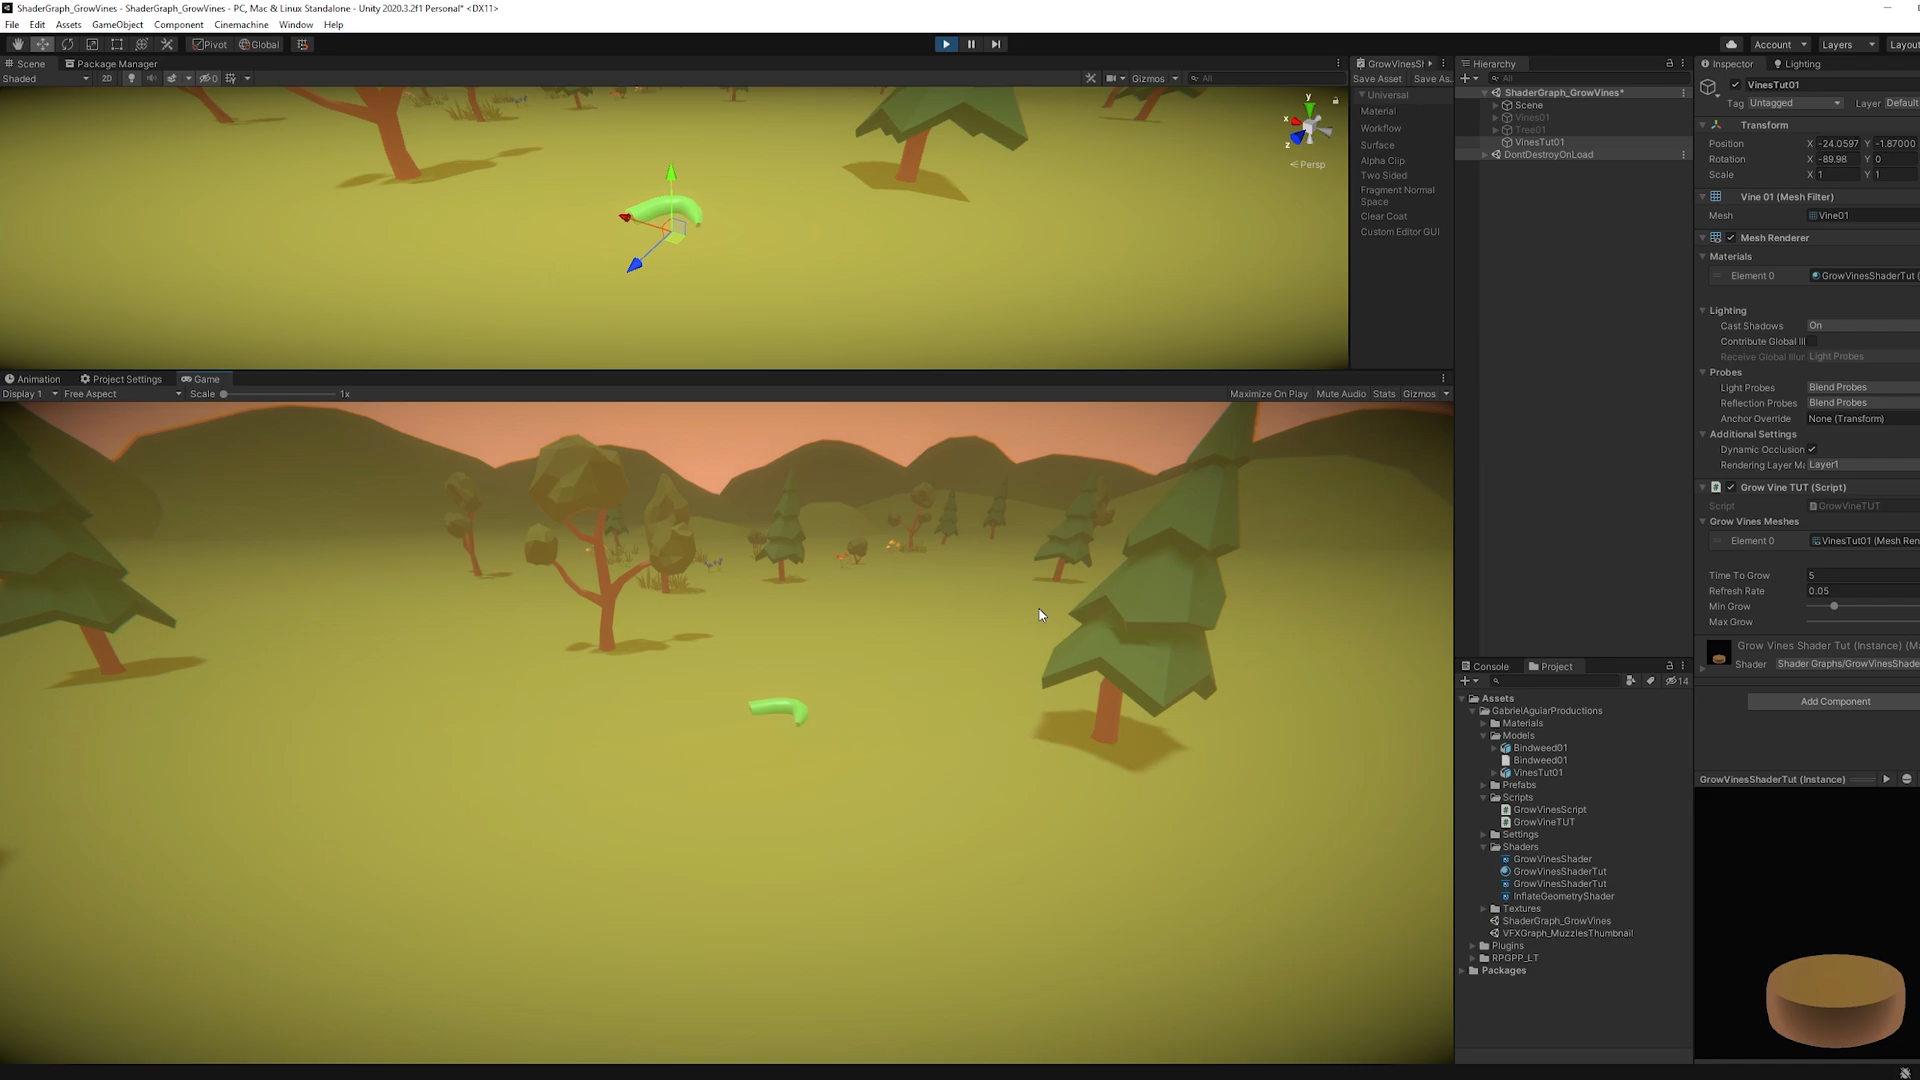 ShaderGraph_GrowVines - ShaderGraph_GrowVines - PC, Mac & Linux Standalone - Unity 2020.3.2f1 Personal* <DX11>
File Edit Assets GameObject Component Cinemachine Window Help
Pivot Global Account Layers Layou
Scene Package Manager
Shaded 2D 0 Gizmos All
y
x
z
Persp
GrowVinesSh
Save Asset Save As.
Universal
Material
Workflow
Surface
Alpha Clip
Two Sided
Fragment Normal
Space
Clear Coat
Custom Editor GUI
Hierarchy
All
ShaderGraph_GrowVines*
Scene
Vines01
Tree01
VinesTut01
DontDestroyOnLoad
Animation Project Settings Game
Display 1 Free Aspect Scale 1x Maximize On Play Mute Audio Stats Gizmos
Console Project
14
Assets
GabrielAguiarProductions
Materials
Models
Bindweed01
Bindweed01
VinesTut01
Prefabs
Scripts
GrowVinesScript
GrowVineTUT
Settings
Shaders
GrowVinesShader
GrowVinesShaderTut
GrowVinesShaderTut
InflateGeometryShader
Textures
ShaderGraph_GrowVines
VFXGraph_MuzzlesThumbnail
Plugins
RPGPP_LT
Packages
Inspector Lighting
VinesTut01
Tag Untagged Layer Default
Transform
Position X -24.0597 Y -1.87000
Rotation X -89.98 Y 0
Scale X 1 Y 1
Vine 01 (Mesh Filter)
Mesh Vine01
Mesh Renderer
Materials
Element 0 GrowVinesShaderTut (
Lighting
Cast Shadows On
Contribute Global Ill
Receive Global Illur Light Probes
Probes
Light Probes Blend Probes
Reflection Probes Blend Probes
Anchor Override None (Transform)
Additional Settings
Dynamic Occlusion
Rendering Layer Ma Layer1
Grow Vine TUT (Script)
Script GrowVineTUT
Grow Vines Meshes
Element 0 VinesTut01 (Mesh Ren
Time To Grow 5
Refresh Rate 0.05
Min Grow
Max Grow
Grow Vines Shader Tut (Instance) (Ma
Shader Shader Graphs/GrowVinesShade
Add Component
GrowVinesShaderTut (Instance)